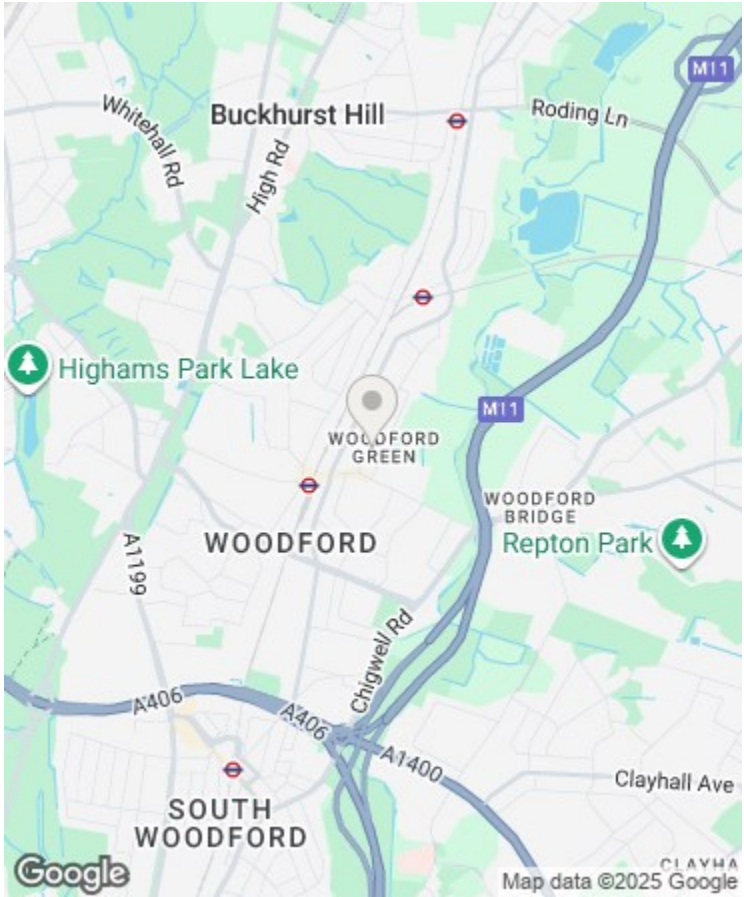 M11
Buckhurst Hill
Roding Ln
Whitehall Rd
High Rd
Highams Park Lake
M11
WOODFORD
GREEN
WOODFORD
BRIDGE
WOODFORD
Repton Park
A1199
Chigwell Rd
A406
A406
A1400
Clayhall Ave
SOUTH
WOODFORD
CLAYHA
Google
Map data ©2025 Google